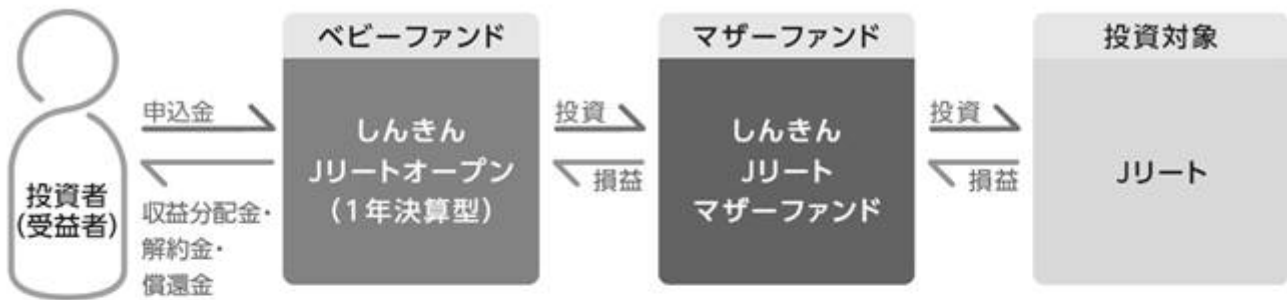 投資者
(受益者)
申込金
収益分配金・
解約金・
償還金
ベビーファンド
しんきん
Jリートオープン
(1年決算型)
投資
損益
マザーファンド
しんきん
Jリート
マザーファンド
投資
損益
投資対象
Jリート